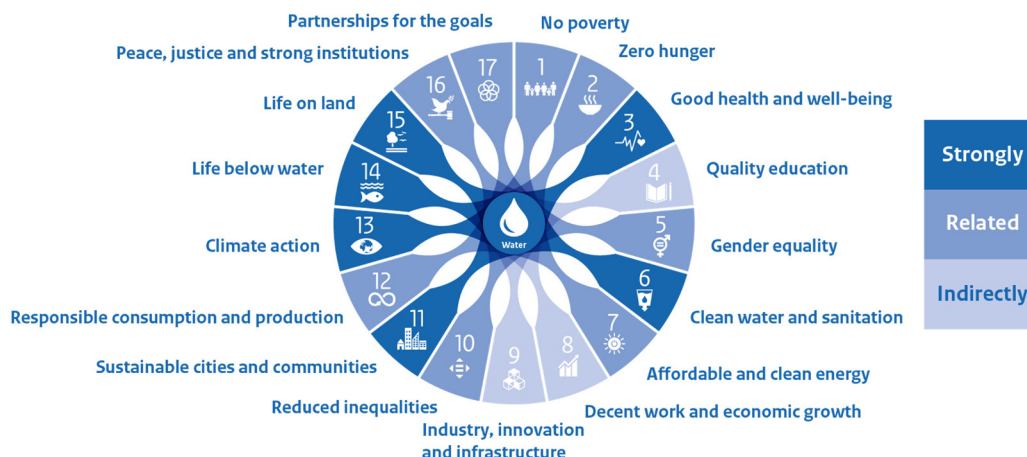 Partnerships for the goals
No poverty
Peace, justice and strong institutions
Zero hunger
Life on land
Good health and well-being
Life below water
Quality education
Climate action
Gender equality
Responsible consumption and production
Clean water and sanitation
Sustainable cities and communities
Affordable and clean energy
Reduced inequalities
Decent work and economic growth
Industry, innovation
and infrastructure
1
2
3
4
5
6
7
8
9
10
11
12
13
14
15
16
17
Water
Strongly
Related
Indirectly